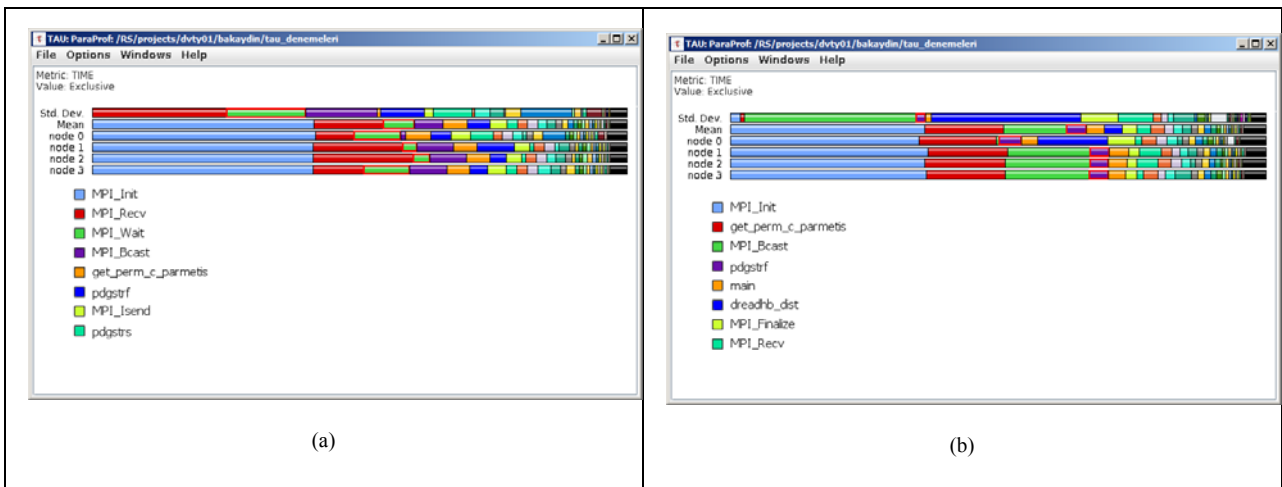 TAU: ParaProf: /RS/projects/dvty01/bakaydin/tau_denemeleri
File Options Windows Help
Metric: TIME
Value: Exclusive
Std. Dev.
Mean
node 0
node 1
node 2
node 3
MPI_Init
MPI_Recv
MPI_Wait
MPI_Bcast
get_perm_c_parmetis
pdgstrf
MPI_Isend
pdgstrs
(a)
TAU: ParaProf: /RS/projects/dvty01/bakaydin/tau_denemeleri
File Options Windows Help
Metric: TIME
Value: Exclusive
Std. Dev.
Mean
node 0
node 1
node 2
node 3
MPI_Init
get_perm_c_parmetis
MPI_Bcast
pdgstrf
main
dreadhb_dist
MPI_Finalize
MPI_Recv
(b)